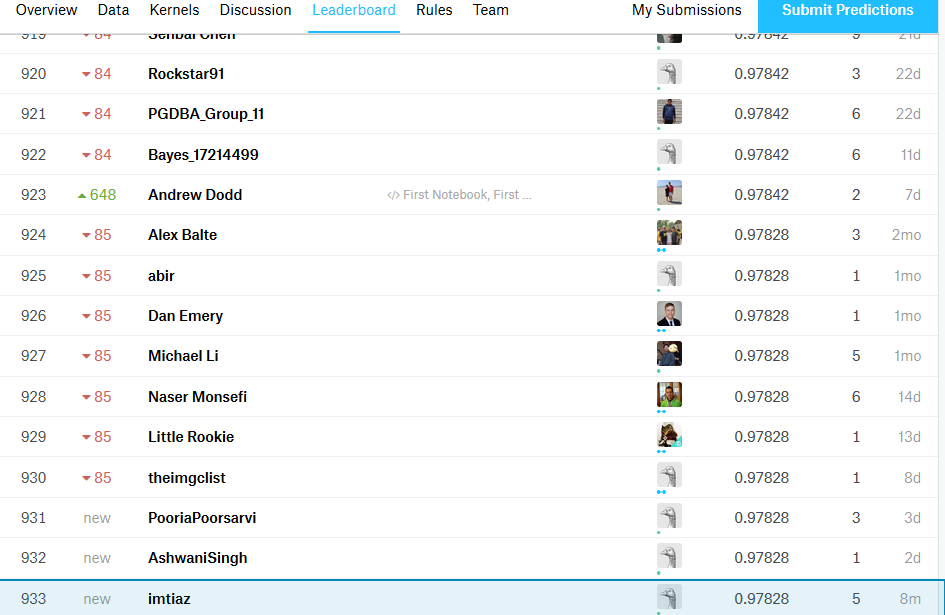 Overview Data Kernels Discussion Leaderboard Rules Team My Submissions Submit Predictions
919 84 Senbai Chen 0.97842 9 21d
920 84 Rockstar91 0.97842 3 22d
921 84 PGDBA_Group_11 0.97842 6 22d
922 84 Bayes_17214499 0.97842 6 11d
923 648 Andrew Dodd </> First Notebook, First ... 0.97842 2 7d
924 85 Alex Balte 0.97828 3 2mo
925 85 abir 0.97828 1 1mo
926 85 Dan Emery 0.97828 1 1mo
927 85 Michael Li 0.97828 5 1mo
928 85 Naser Monsefi 0.97828 6 14d
929 85 Little Rookie 0.97828 1 13d
930 85 theimgclist 0.97828 1 8d
931 new PooriaPoorsarvi 0.97828 3 3d
932 new AshwaniSingh 0.97828 1 2d
933 new imtiaz 0.97828 5 8m